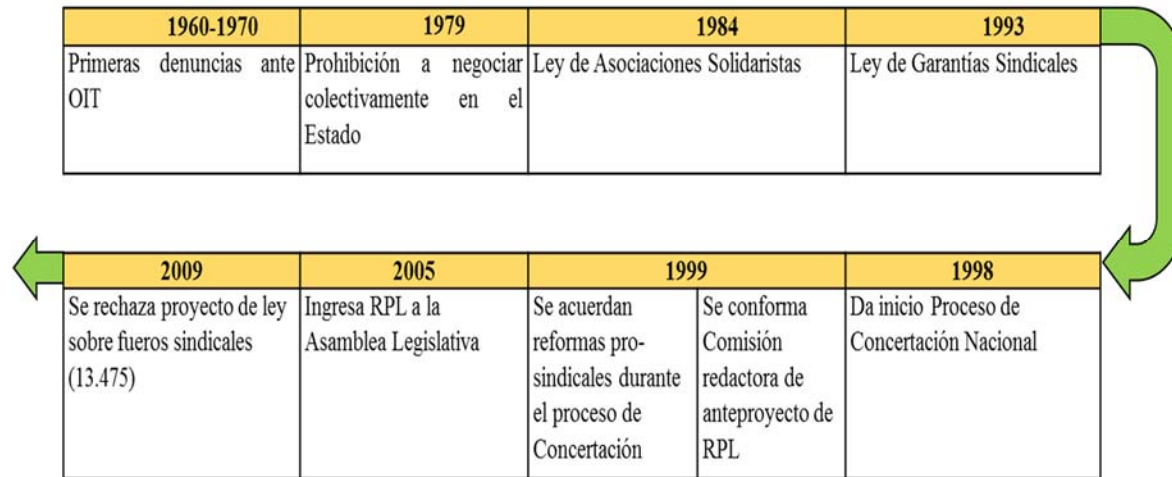 1960-1970
Primeras denuncias ante
OIT
1979
Prohibición a negociar
colectivamente en el
Estado
1984
Ley de Asociaciones Solidaristas
1993
Ley de Garantías Sindicales
2009
Se rechaza proyecto de ley
sobre fueros sindicales
(13.475)
2005
Ingresa RPL a la
Asamblea Legislativa
1999
Se acuerdan
reformas pro-
sindicales durante
el proceso de
Concertación
Se conforma
Comisión
redactora de
anteproyecto de
RPL
1998
Da inicio Proceso de
Concertación Nacional